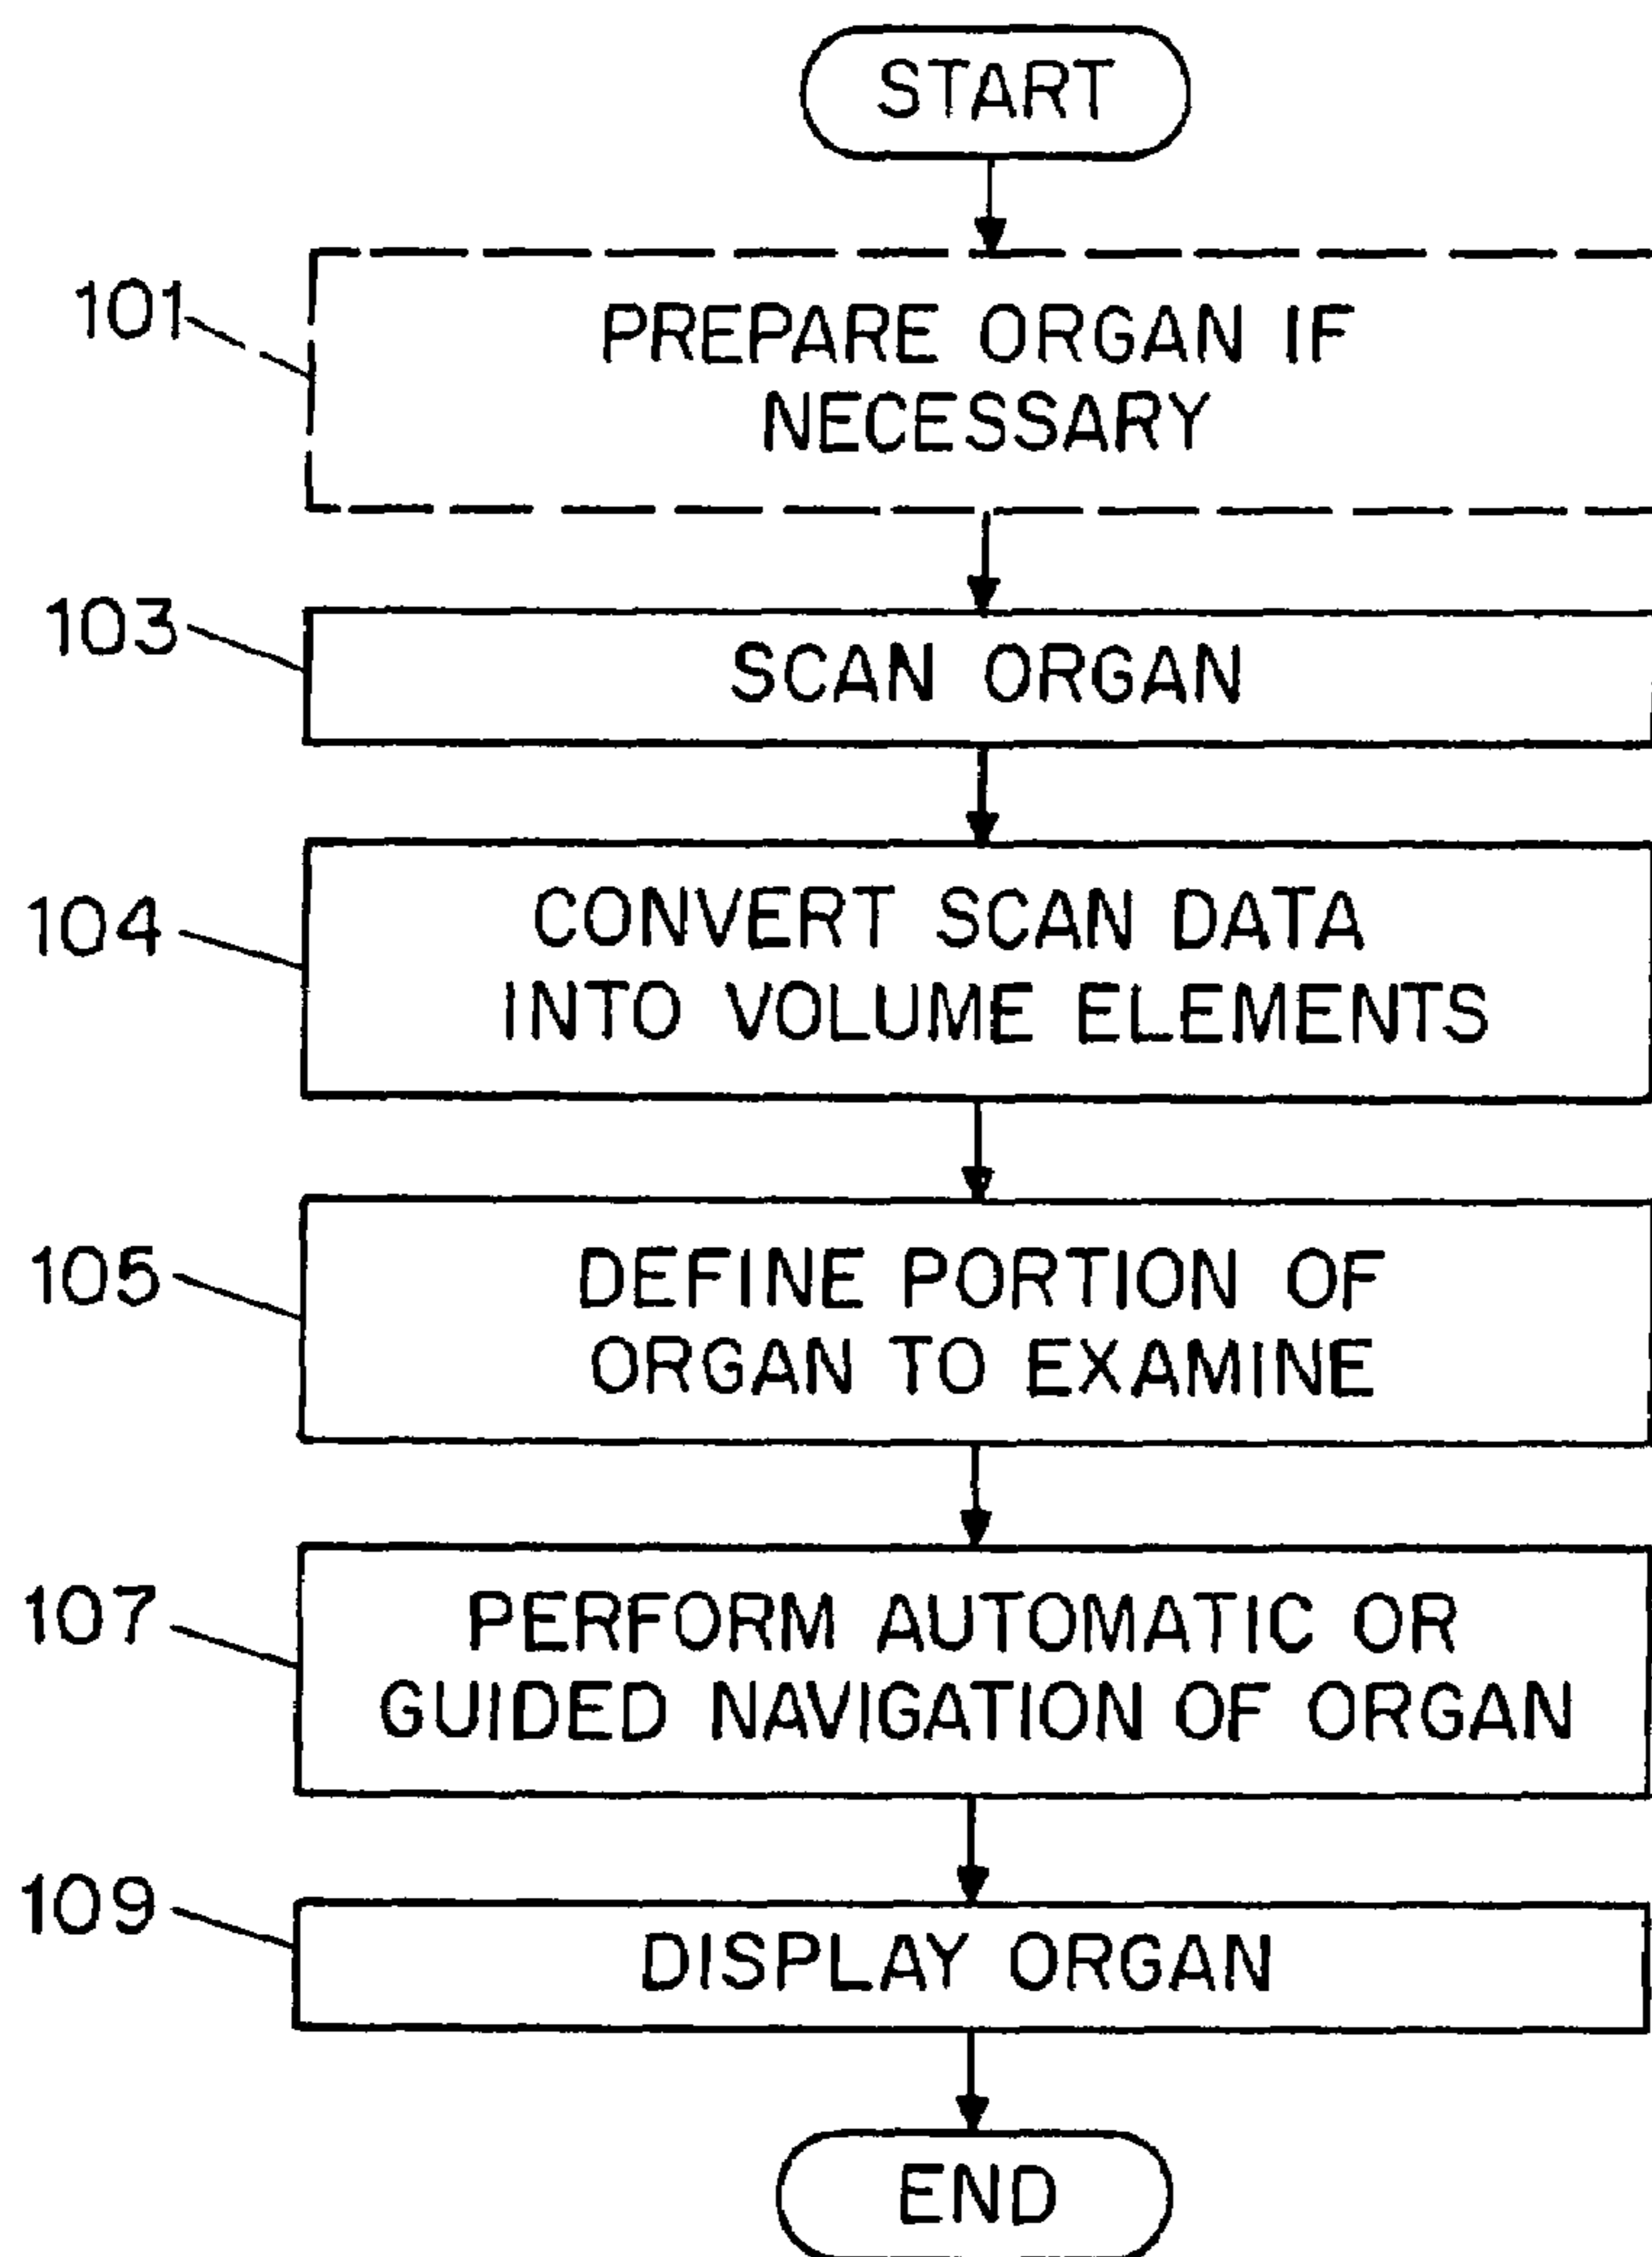 START
101
PREPARE ORGAN IF
NECESSARY
103
SCAN ORGAN
104
CONVERT SCAN DATA
INTO VOLUME ELEMENTS
105
DEFINE PORTION OF
ORGAN TO EXAMINE
107
PERFORM AUTOMATIC OR
GUIDED NAVIGATION OF ORGAN
109
DISPLAY ORGAN
END